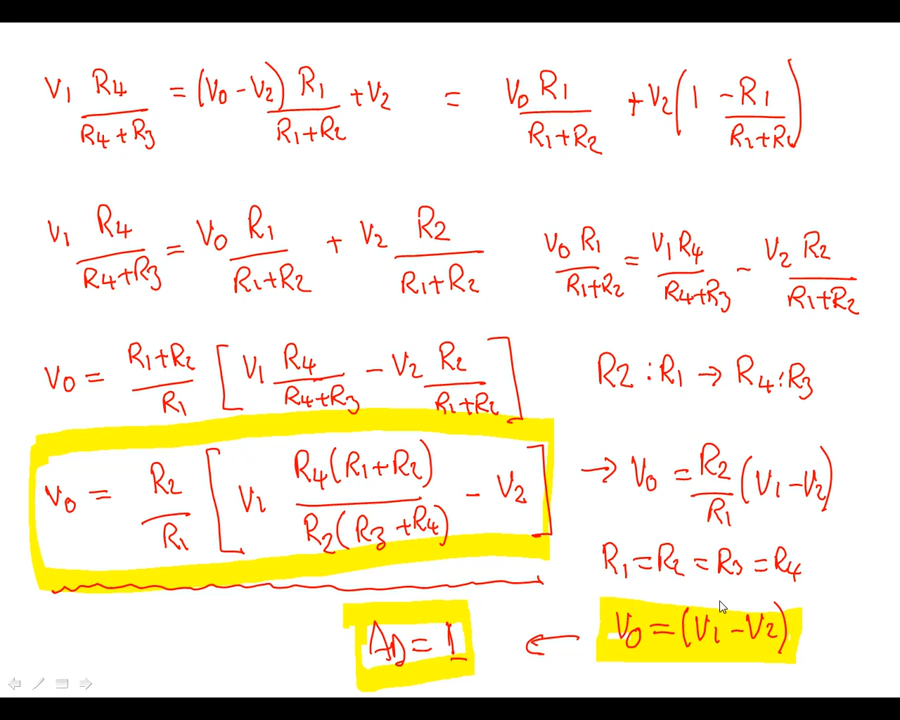 V1 R4/(R4+R3) = (V0 - V2) R1/(R1+R2) + V2 = V0 R1/(R1+R2) + V2 (1 - R1/(R1+R2))
V1 R4/(R4+R3) = V0 R1/(R1+R2) + V2 R2/(R1+R2)
V0 R1/(R1+R2) = V1 R4/(R4+R3) - V2 R2/(R1+R2)
V0 = (R1+R2)/R1 [V1 R4/(R4+R3) - V2 R2/(R1+R2)]
R2 : R1 → R4 : R3
V0 = R2/R1 [V1 R4(R1+R2)/(R2(R3+R4)) - V2]
→ V0 = R2/R1 (V1 - V2)
R1 = R2 = R3 = R4
AD = 1 ← V0 = (V1 - V2)